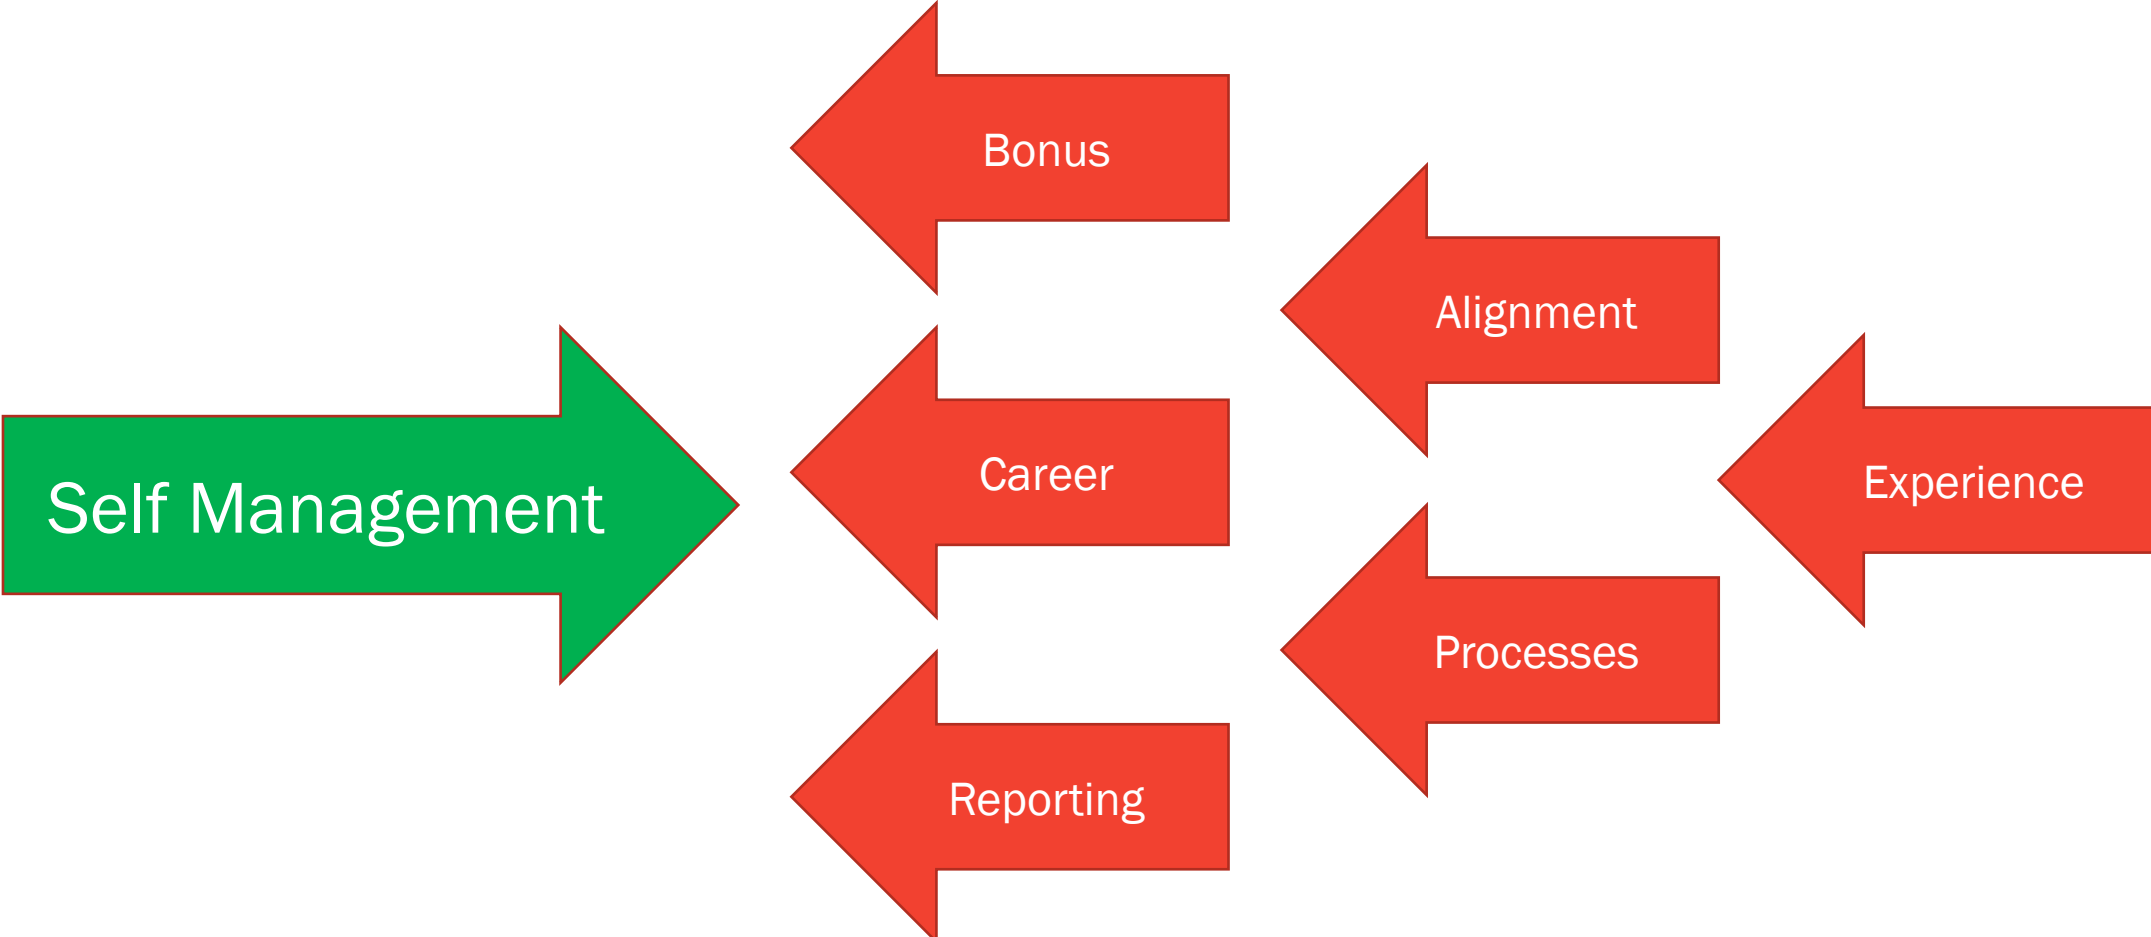 Bonus
Alignment
Career
Experience
Self Management
Processes
Reporting